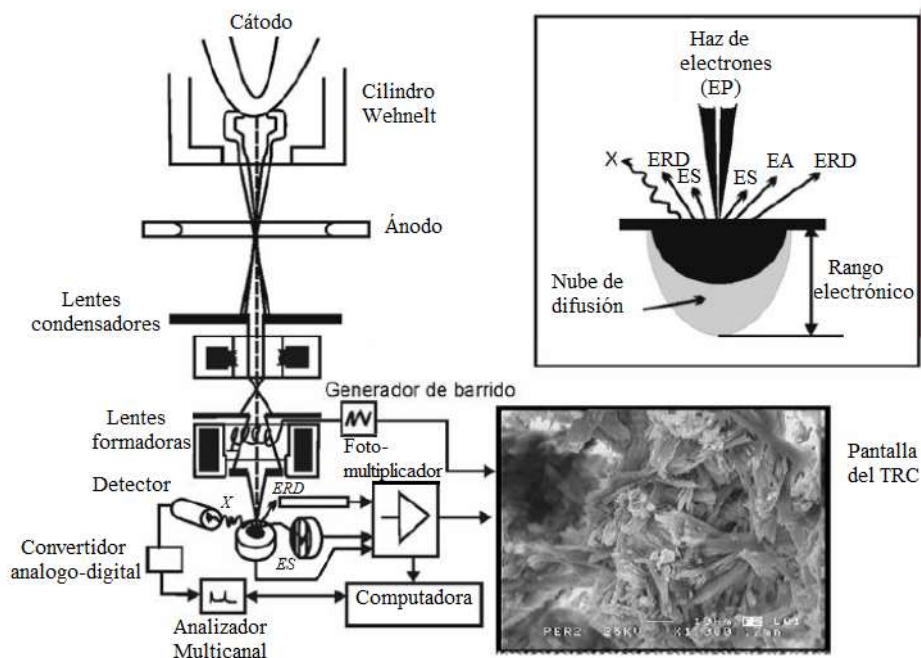 Cátodo
Cilindro
Wehnelt
Ánodo
Lentes
condensadores
Generador de barrido
Lentes
formadoras
Foto-
multiplicador
Detector
X
ERD
ES
Convertidor
analogo-digital
Analizador
Multicanal
Computadora
Haz de
electrones
(EP)
X
ERD
ES
ES
EA
ERD
Nube de
difusión
Rango
electrónico
Pantalla
del TRC
PER2 25KV